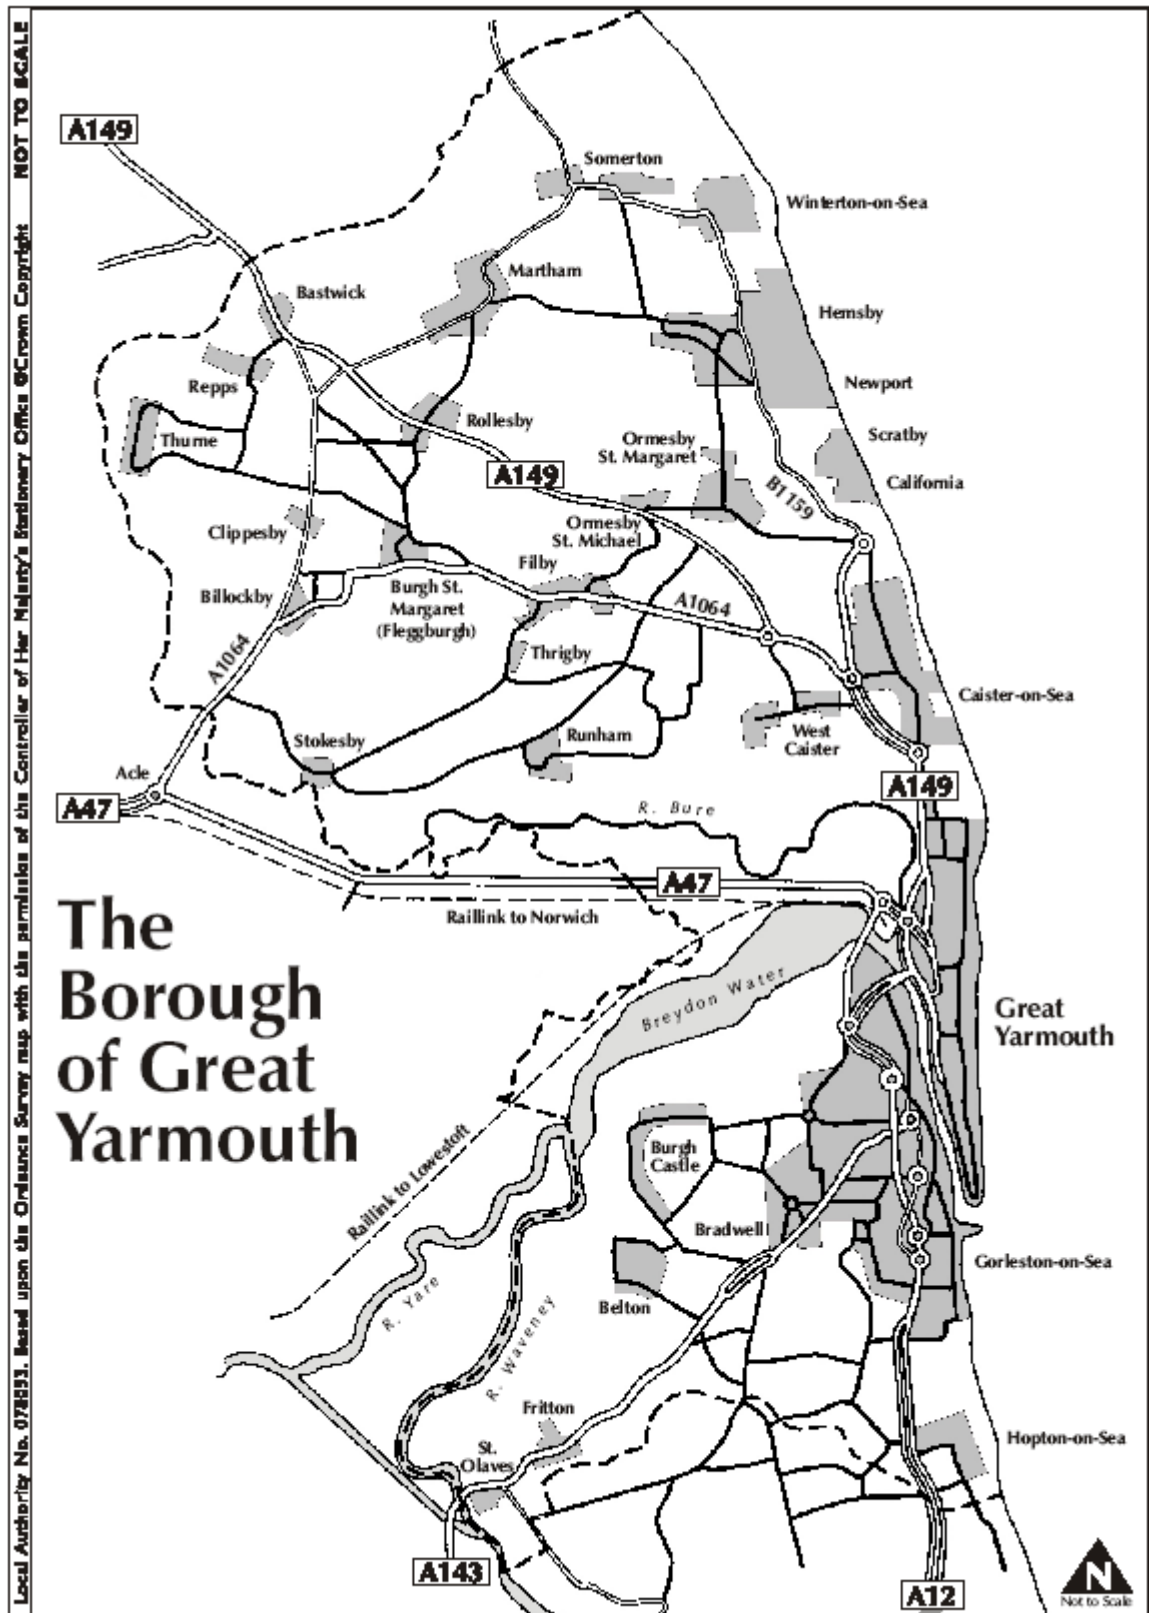 Local Authority No. 078053. Based upon the Ordnance Survey map with the permission of the Controller of Her Majesty's Stationery Office ©Crown Copyright NOT TO SCALE
A149
Somerton
Winterton-on-Sea
Martham
Bastwick
Hemsby
Repps
Newport
Rollesby
Thurne
Ormesby
St. Margaret
Scratby
A149
California
B1159
Clippesby
Ormesby
St. Michael
Filby
Billockby
Burgh St.
Margaret
(Fleggburgh)
A1064
A1064
Thrigby
Caister-on-Sea
Stokesby
Runham
West
Caister
Acle
A47
A149
R. Bure
A47
Raillink to Norwich
The
Borough
of Great
Yarmouth
Breydon Water
Great
Yarmouth
Burgh
Castle
Raillink to Lowestoft
Bradwell
Gorleston-on-Sea
Belton
R. Yare
R. Waveney
Fritton
Hopton-on-Sea
St.
Olaves
A143
A12
N
Not to Scale